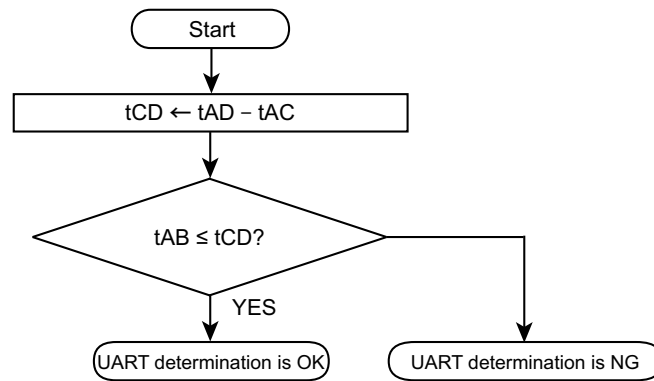 Start
tCD ← tAD − tAC
tAB ≤ tCD?
YES
UART determination is OK
UART determination is NG